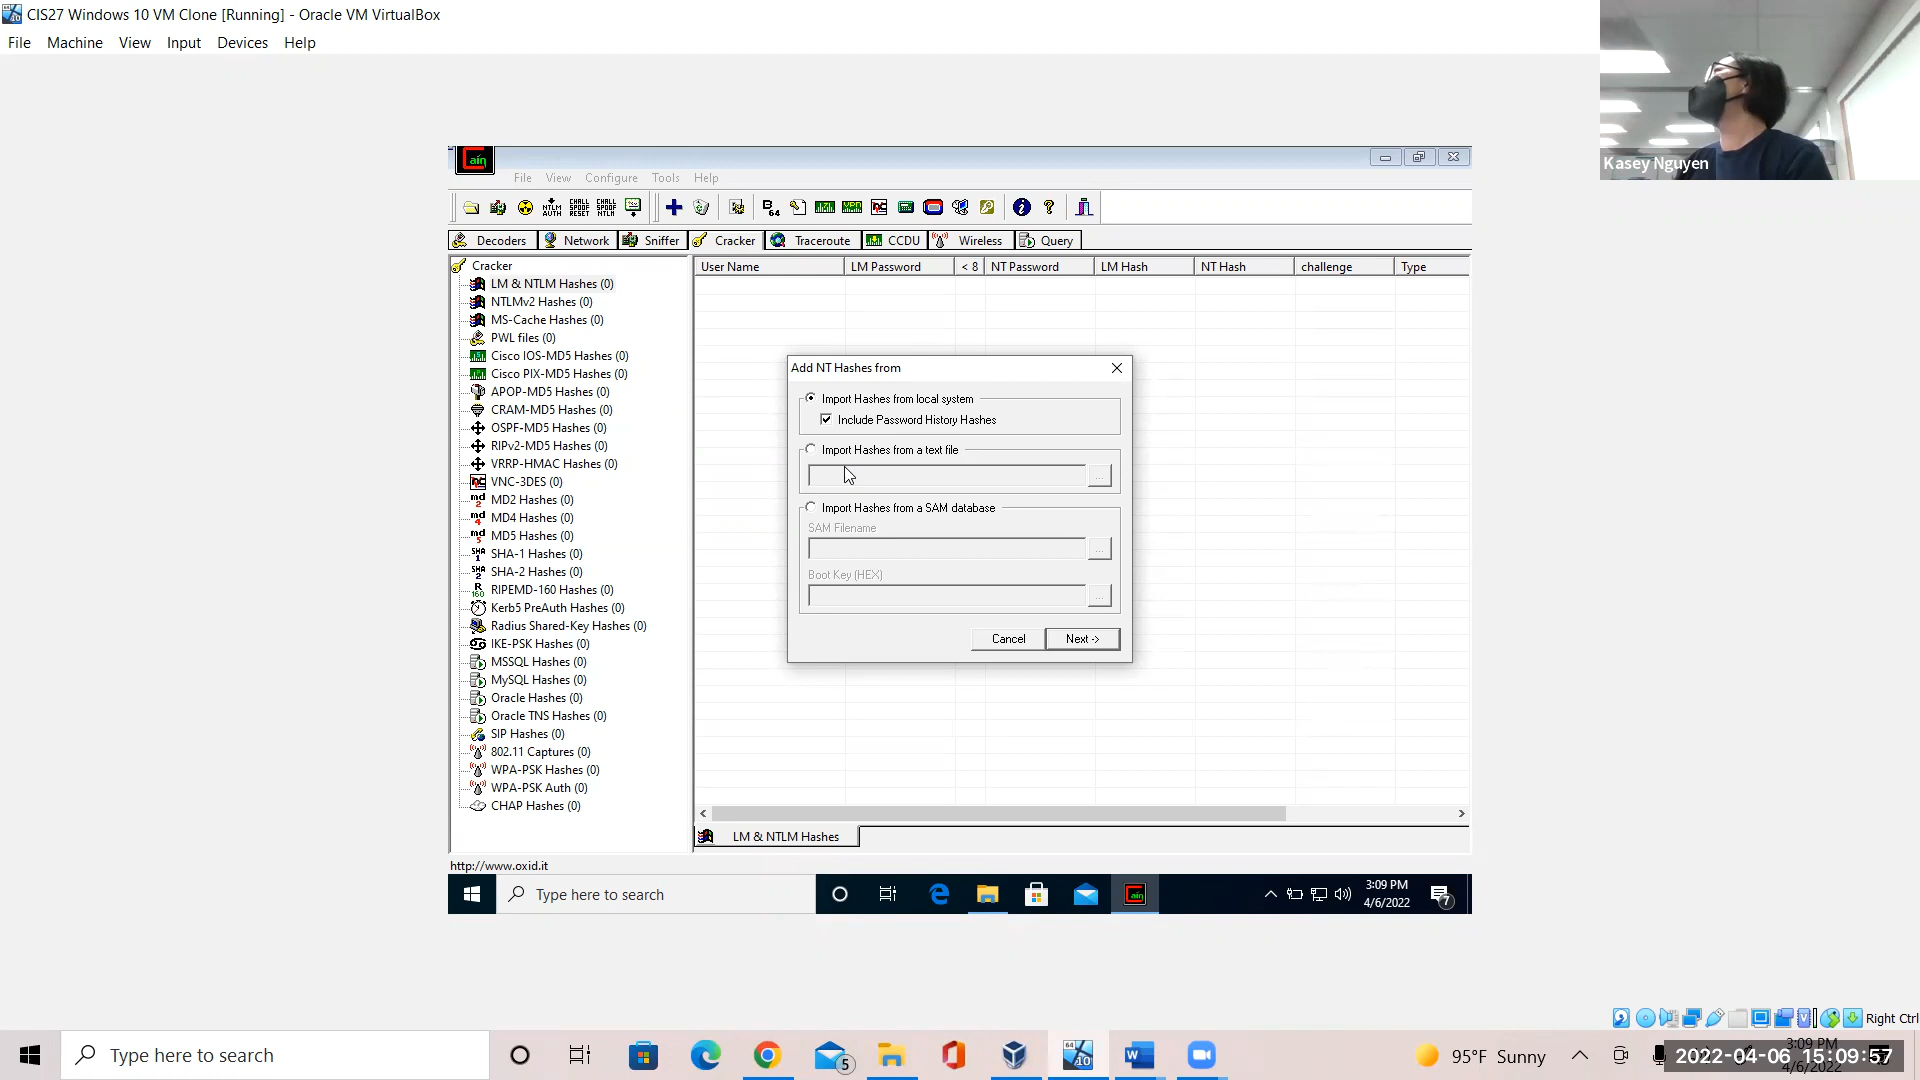 CIS27 Windows 10 VM Clone [Running] - Oracle VM VirtualBox
File Machine View Input Devices Help
Kasey Nguyen
Cain
File View Configure Tools Help
Decoders Network Sniffer Cracker Traceroute CCDU Wireless Query
Cracker
LM & NTLM Hashes (0)
NTLMv2 Hashes (0)
MS-Cache Hashes (0)
PWL files (0)
Cisco IOS-MD5 Hashes (0)
Cisco PIX-MD5 Hashes (0)
APOP-MD5 Hashes (0)
CRAM-MD5 Hashes (0)
OSPF-MD5 Hashes (0)
RIPv2-MD5 Hashes (0)
VRRP-HMAC Hashes (0)
VNC-3DES (0)
MD2 Hashes (0)
MD4 Hashes (0)
MD5 Hashes (0)
SHA-1 Hashes (0)
SHA-2 Hashes (0)
RIPEMD-160 Hashes (0)
Kerb5 PreAuth Hashes (0)
Radius Shared-Key Hashes (0)
IKE-PSK Hashes (0)
MSSQL Hashes (0)
MySQL Hashes (0)
Oracle Hashes (0)
Oracle TNS Hashes (0)
SIP Hashes (0)
802.11 Captures (0)
WPA-PSK Hashes (0)
WPA-PSK Auth (0)
CHAP Hashes (0)
User Name LM Password < 8 NT Password LM Hash NT Hash challenge Type
Add NT Hashes from
Import Hashes from local system
Include Password History Hashes
Import Hashes from a text file
...
Import Hashes from a SAM database
SAM Filename
...
Boot Key (HEX)
...
Cancel Next ->
LM & NTLM Hashes
http://www.oxid.it
Type here to search
3:09 PM
4/6/2022
7
Right Ctrl
Type here to search
5
95°F Sunny
3:09 PM
2022-04-06 15:09:57